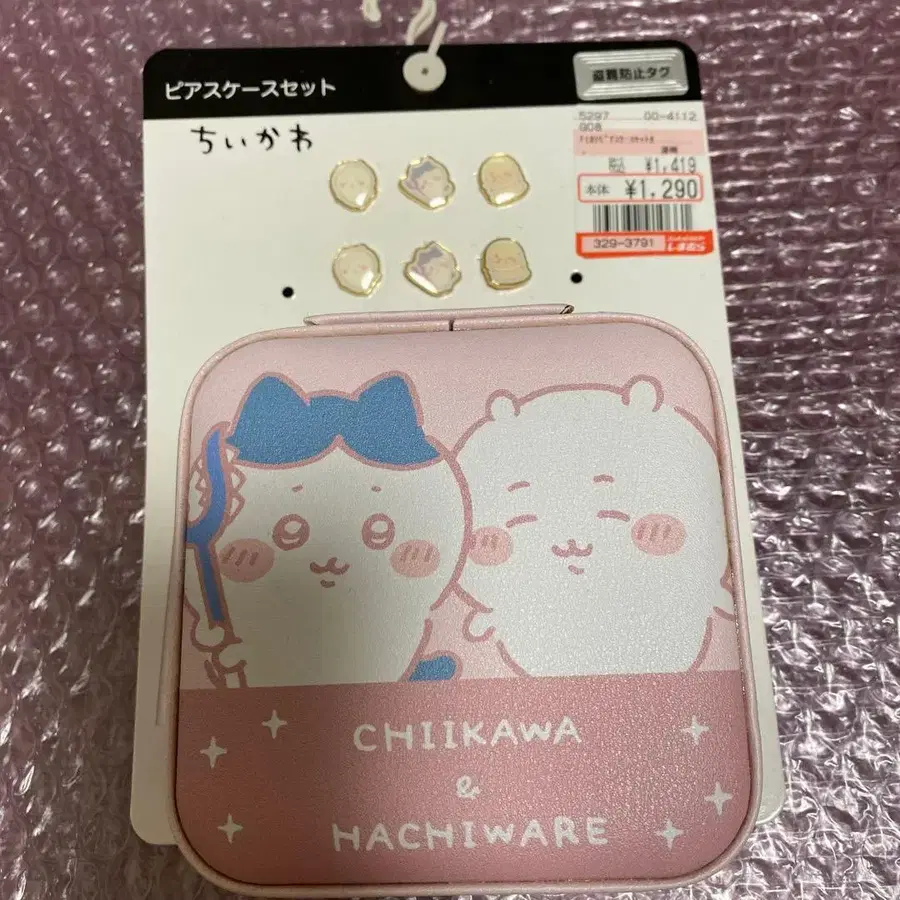 ピアスケースセット
盗難防止タグ
ちいかわ
5297 00-4112
908
税込 ¥1,419
本体 ¥1,290
329-3791
CHIIKAWA
&
HACHIWARE